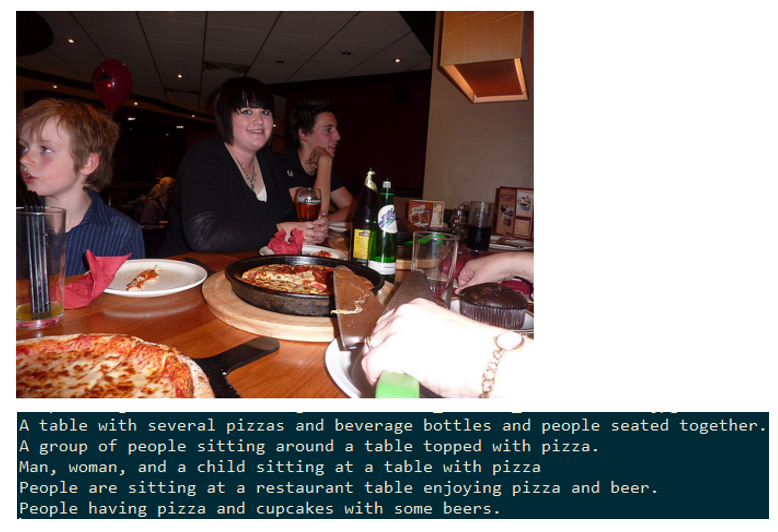 A table with several pizzas and beverage bottles and people seated together.
A group of people sitting around a table topped with pizza.
Man, woman, and a child sitting at a table with pizza
People are sitting at a restaurant table enjoying pizza and beer.
People having pizza and cupcakes with some beers.